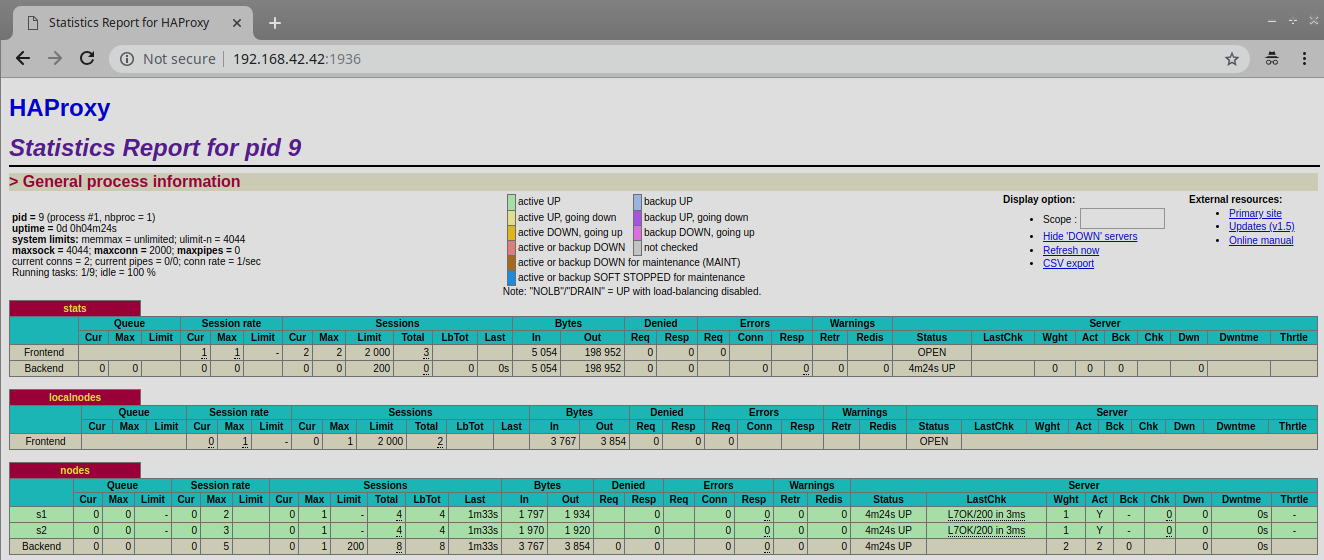 Statistics Report for HAProxy
Not secure | 192.168.42.42:1936
HAProxy
Statistics Report for pid 9
> General process information
pid = 9 (process #1, nbproc = 1)
uptime = 0d 0h04m24s
system limits: memmax = unlimited; ulimit-n = 4044
maxsock = 4044; maxconn = 2000; maxpipes = 0
current conns = 2; current pipes = 0/0; conn rate = 1/sec
Running tasks: 1/9; idle = 100 %
active UP backup UP
active UP, going down backup UP, going down
active DOWN, going up backup DOWN, going up
active or backup DOWN not checked
active or backup DOWN for maintenance (MAINT)
active or backup SOFT STOPPED for maintenance
Note: "NOLB"/"DRAIN" = UP with load-balancing disabled.
Display option:
• Scope :
• Hide 'DOWN' servers
• Refresh now
• CSV export
External resources:
• Primary site
• Updates (v1.5)
• Online manual
stats
Queue Session rate Sessions Bytes Denied Errors Warnings Server
Cur Max Limit Cur Max Limit Cur Max Limit Total LbTot Last In Out Req Resp Req Conn Resp Retr Redis Status LastChk Wght Act Bck Chk Dwn Dwntme Thrtle
Frontend 1 1 - 2 2 2 000 3 5 054 198 952 0 0 0 OPEN
Backend 0 0 0 0 0 0 200 0 0 0s 5 054 198 952 0 0 0 0 0 0 4m24s UP 0 0 0 0
localnodes
Queue Session rate Sessions Bytes Denied Errors Warnings Server
Cur Max Limit Cur Max Limit Cur Max Limit Total LbTot Last In Out Req Resp Req Conn Resp Retr Redis Status LastChk Wght Act Bck Chk Dwn Dwntme Thrtle
Frontend 0 1 - 0 1 2 000 2 3 767 3 854 0 0 0 OPEN
nodes
Queue Session rate Sessions Bytes Denied Errors Warnings Server
Cur Max Limit Cur Max Limit Cur Max Limit Total LbTot Last In Out Req Resp Req Conn Resp Retr Redis Status LastChk Wght Act Bck Chk Dwn Dwntme Thrtle
s1 0 0 - 0 2 0 1 - 4 4 1m33s 1 797 1 934 0 0 0 0 0 4m24s UP L7OK/200 in 3ms 1 Y - 0 0 0s -
s2 0 0 - 0 3 0 1 - 4 4 1m33s 1 970 1 920 0 0 0 0 0 4m24s UP L7OK/200 in 3ms 1 Y - 0 0 0s -
Backend 0 0 0 5 0 1 200 8 8 1m33s 3 767 3 854 0 0 0 0 0 0 4m24s UP 2 2 0 0 0s